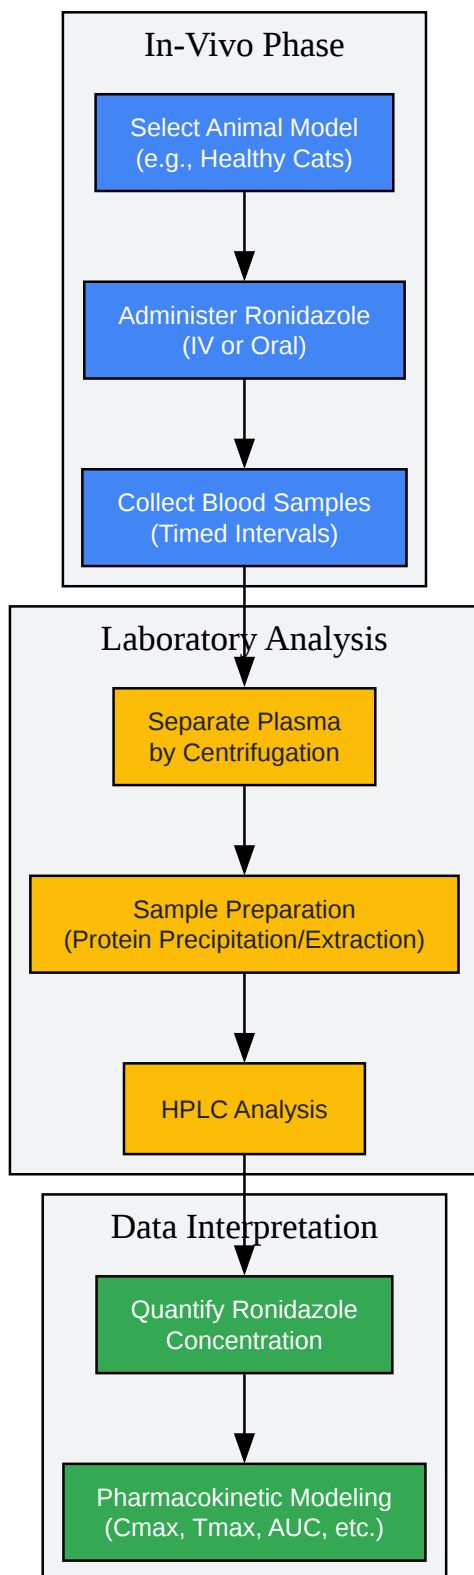 In-Vivo Phase
Select Animal Model
(e.g., Healthy Cats)
Administer Ronidazole
(IV or Oral)
Collect Blood Samples
(Timed Intervals)
Laboratory Analysis
Separate Plasma
by Centrifugation
Sample Preparation
(Protein Precipitation/Extraction)
HPLC Analysis
Data Interpretation
Quantify Ronidazole
Concentration
Pharmacokinetic Modeling
(Cmax, Tmax, AUC, etc.)